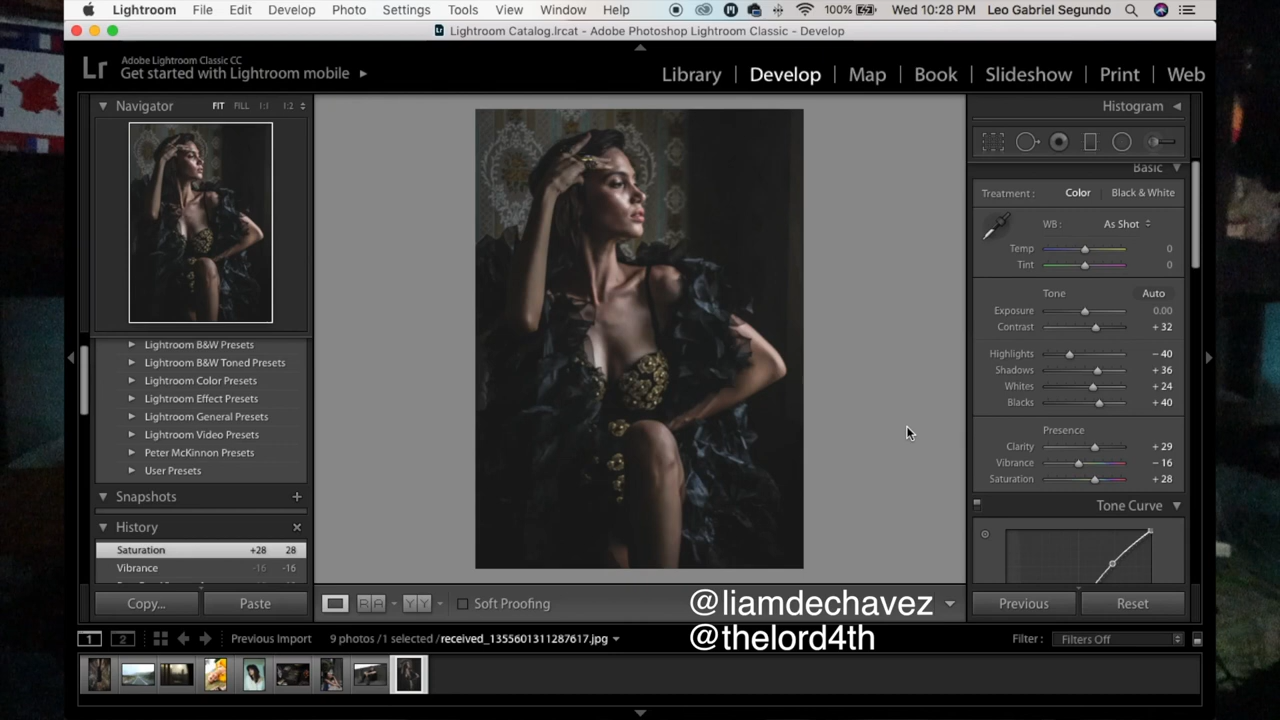 Lightroom File Edit Develop Photo Settings Tools View Window Help 100% Wed 10:28 PM Leo Gabriel Segundo
Lightroom Catalog.lrcat - Adobe Photoshop Lightroom Classic - Develop
Lr Adobe Lightroom Classic CC
Get started with Lightroom mobile
Library | Develop | Map | Book | Slideshow | Print | Web
Navigator FIT FILL 1:1 1:2
Histogram
Basic
Treatment : Color Black & White
WB : As Shot
Temp 0
Tint 0
Tone Auto
Exposure 0.00
Contrast + 32
Highlights − 40
Shadows + 36
Whites + 24
Blacks + 40
Presence
Clarity + 29
Vibrance − 16
Saturation + 28
Tone Curve
Lightroom B&W Presets
Lightroom B&W Toned Presets
Lightroom Color Presets
Lightroom Effect Presets
Lightroom General Presets
Lightroom Video Presets
Peter McKinnon Presets
User Presets
Snapshots
History
Saturation +28 28
Vibrance -16 -16
Copy... Paste
R A Y Y Soft Proofing
Previous Reset
@liamdechavez
@thelord4th
1 2 Previous Import 9 photos /1 selected /received_1355601311287617.jpg
Filter : Filters Off